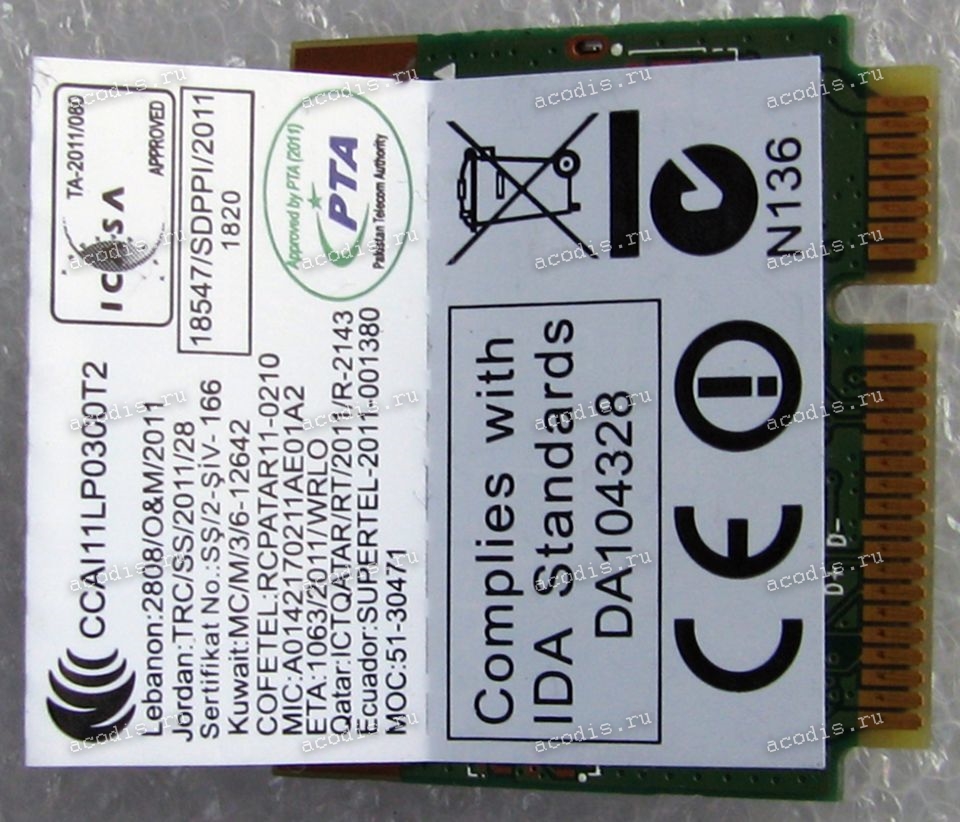 CCAI11LP0300T2
TA-2011/080
ICASA
APPROVED
Lebanon:2808/O&M/2011
Jordan:TRC/SS/2011/28
18547/SDPPI/2011
1820
Sertifikat No.:SŞ/2-ŞİV-166
Kuwait:MC/M/3/6-12642
COFETEL:RCPATAR11-0210
MIC:A0142170211AE01A2
ETA:1063/2011/WRLO
Qatar:ICTQATAR/RT/2011/R-2143
Ecuador:SUPERTEL-2011-001380
MOC:51-30471
Approved by PTA (2011)
PTA
Pakistan Telecom Authority
Complies with
IDA Standards
DA104328
N136
CE
D+ D-
acodis.ru